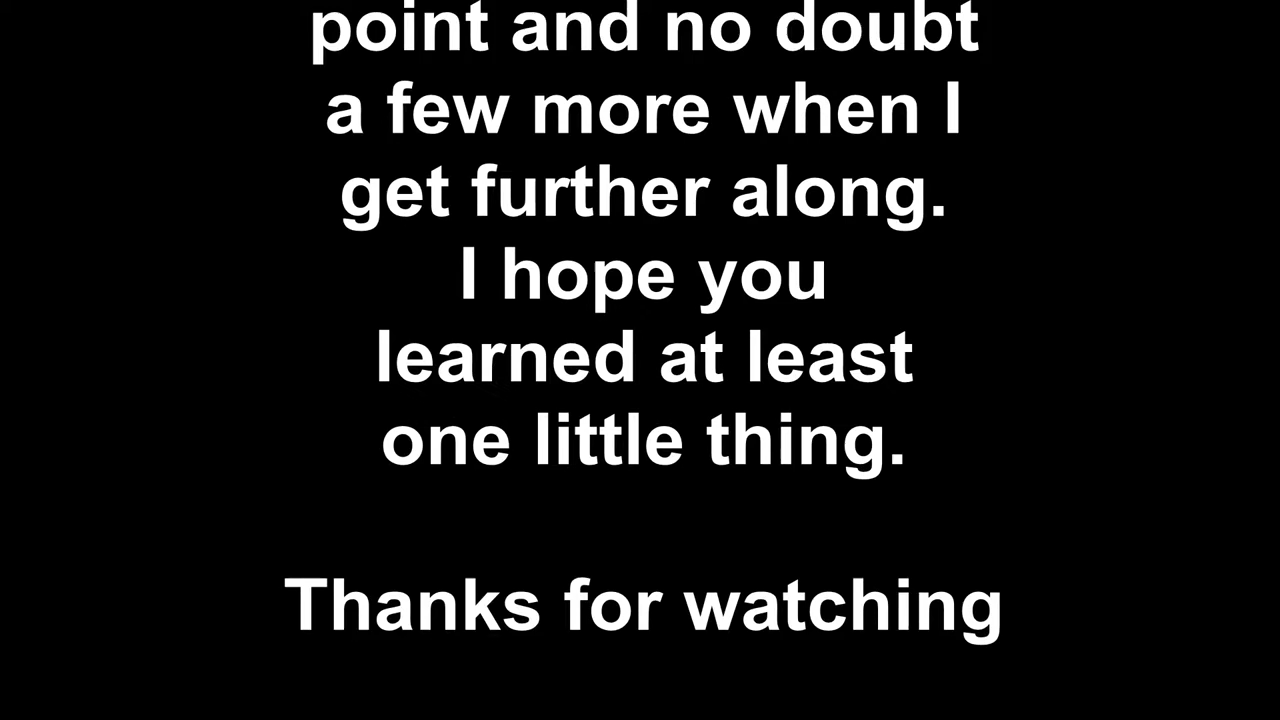 point and no doubt
a few more when I
get further along.
I hope you
learned at least
one little thing.
Thanks for watching